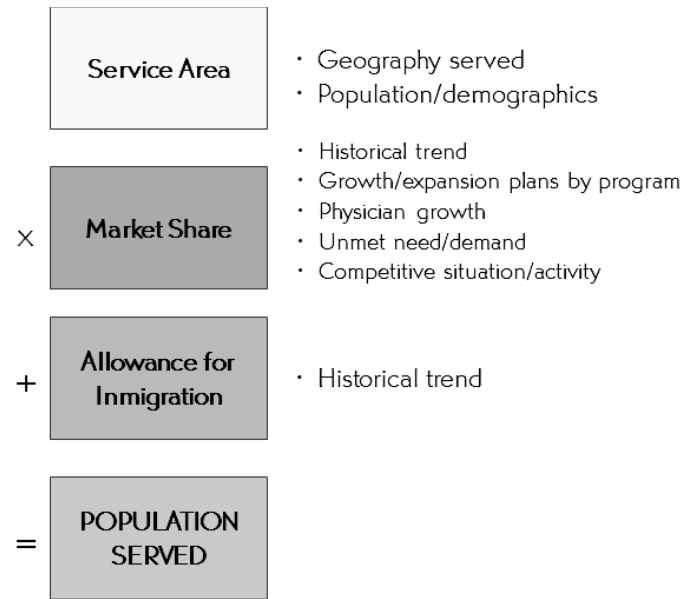 Service Area
· Geography served
· Population/demographics
x
Market Share
· Historical trend
· Growth/expansion plans by program
· Physician growth
· Unmet need/demand
· Competitive situation/activity
+
Allowance for
Inmigration
· Historical trend
=
POPULATION
SERVED